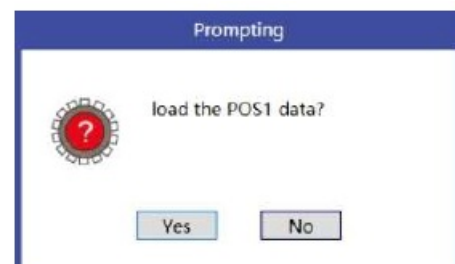 Prompting
?
load the POS1 data?
Yes No